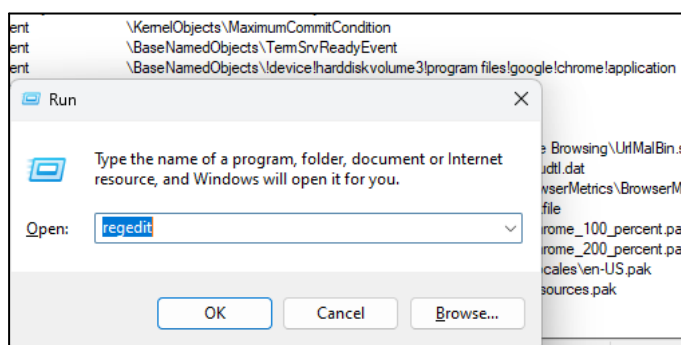 ent \KernelObjects\MaximumCommitCondition
ent \BaseNamedObjects\TermSrvReadyEvent
ent \BaseNamedObjects\!device!harddiskvolume3!program files!google!chrome!application
Run
e Browsing\UrlMalBin.s
Type the name of a program, folder, document or Internet
udtl.dat
resource, and Windows will open it for you.
wserMetrics\BrowserM
file
Open: regedit
rome_100_percent.pa
rome_200_percent.pa
ocales\en-US.pak
sources.pak
OK Cancel Browse...